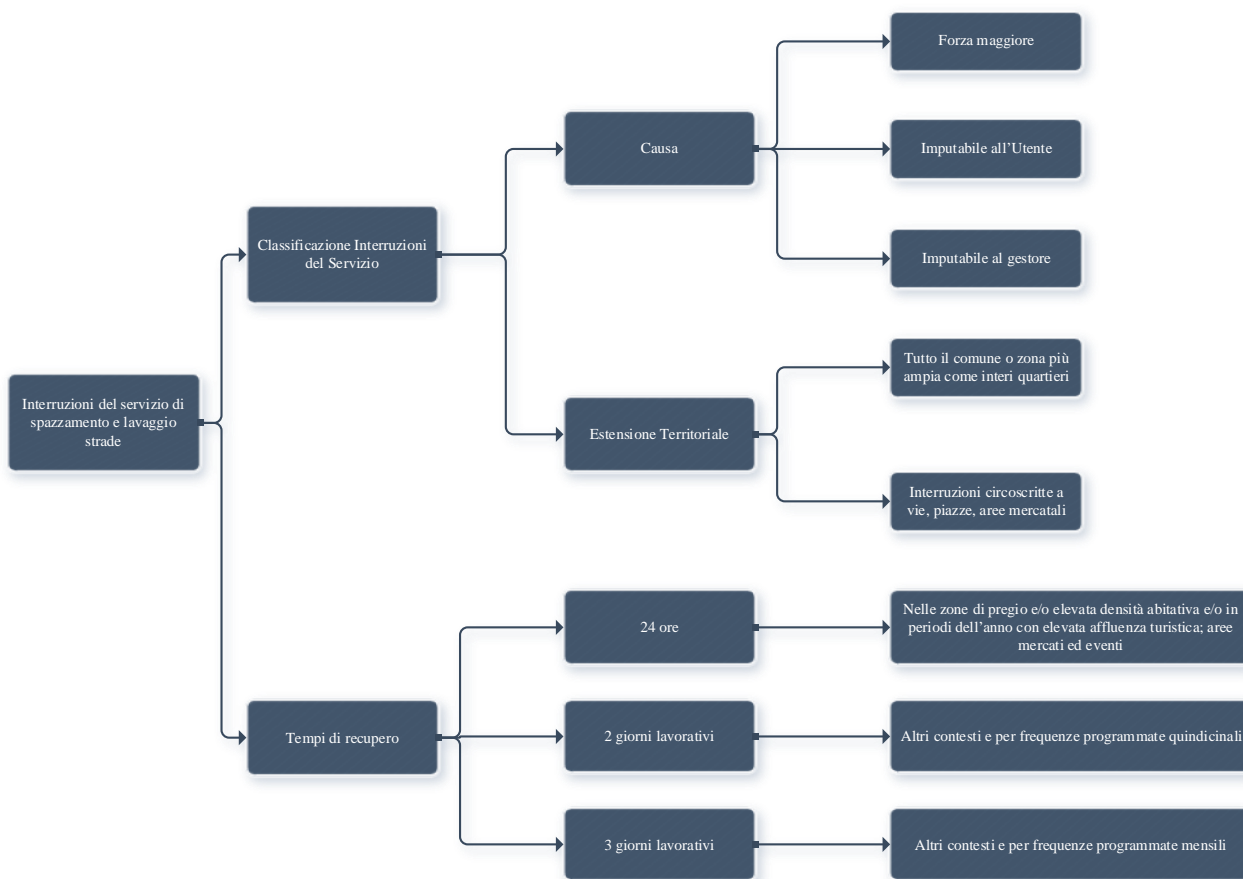 Interruzioni del servizio di
spazzamento e lavaggio
strade
Classificazione Interruzioni
del Servizio
Causa
Forza maggiore
Imputabile all’Utente
Imputabile al gestore
Estensione Territoriale
Tutto il comune o zona più
ampia come interi quartieri
Interruzioni circoscritte a
vie, piazze, aree mercatali
Tempi di recupero
24 ore
Nelle zone di pregio e/o elevata densità abitativa e/o in
periodi dell’anno con elevata affluenza turistica; aree
mercati ed eventi
2 giorni lavorativi
Altri contesti e per frequenze programmate quindicinali
3 giorni lavorativi
Altri contesti e per frequenze programmate mensili